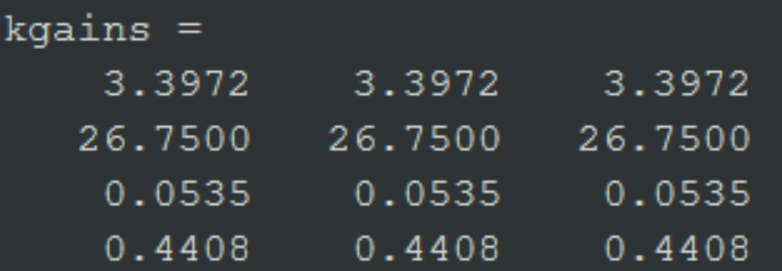 kgains =
3.3972 3.3972 3.3972
26.7500 26.7500 26.7500
0.0535 0.0535 0.0535
0.4408 0.4408 0.4408